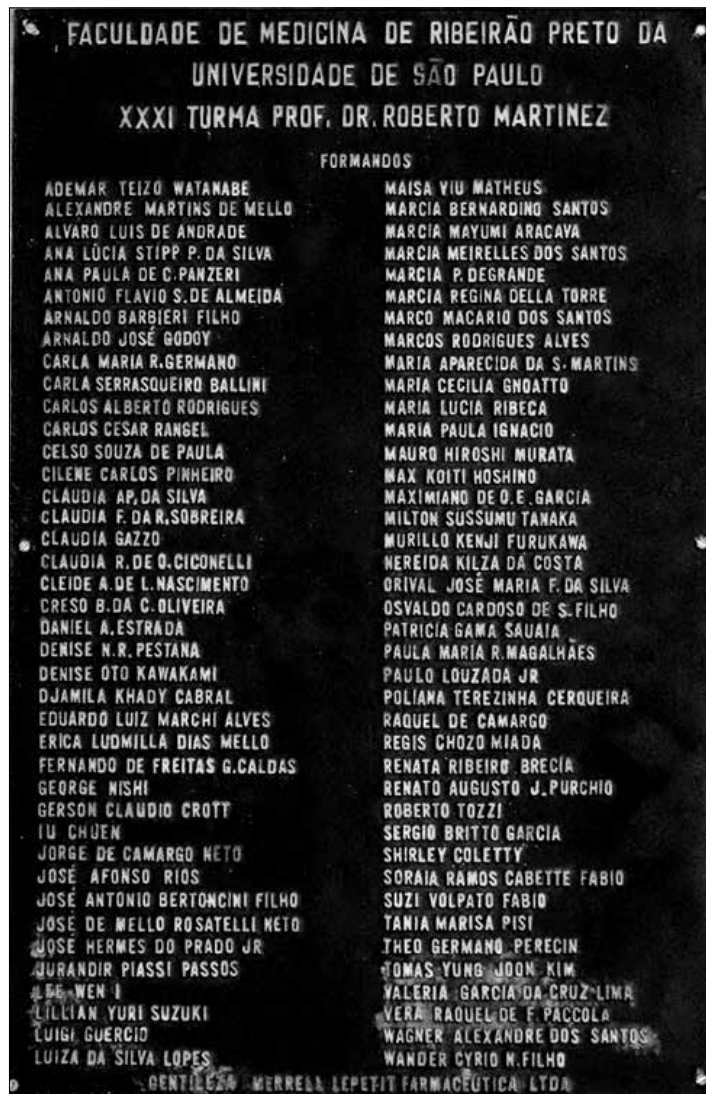 FACULDADE DE MEDICINA DE RIBEIRÃO PRETO DA
UNIVERSIDADE DE SÃO PAULO
XXXI TURMA PROF. DR. ROBERTO MARTINEZ
FORMANDOS
ADEMAR TEIZO WATANABE
ALEXANDRE MARTINS DE MELLO
ALVARO LUIS DE ANDRADE
ANA LÚCIA STIPP P. DA SILVA
ANA PAULA DE C. PANZERI
ANTONIO FLAVIO S. DE ALMEIDA
ARNALDO BARBIERI FILHO
ARNALDO JOSÉ GODOY
CARLA MARIA R. GERMANO
CARLA SERRASQUEIRO BALLINI
CARLOS ALBERTO RODRIGUES
CARLOS CESAR RANGEL
CELSO SOUZA DE PAULA
CILENE CARLOS PINHEIRO
CLAUDIA AP. DA SILVA
CLAUDIA F. DA R. SOBREIRA
CLAUDIA GAZZO
CLAUDIA R. DE O. CICONELLI
CLEIDE A. DE L. NASCIMENTO
CRESO B. DA C. OLIVEIRA
DANIEL A. ESTRADA
DENISE N. R. PESTANA
DENISE OTO KAWAKAMI
DJAMILA KHADY CABRAL
EDUARDO LUIZ MARCHI ALVES
ERICA LUDMILLA DIAS MELLO
FERNANDO DE FREITAS G. CALDAS
GEORGE NISHI
GERSON CLAUDIO CROTT
IU CHUEN
JORGE DE CAMARGO NETO
JOSÉ AFONSO RIOS
JOSÉ ANTONIO BERTONCINI FILHO
JOSÉ DE MELLO ROSATELLI NETO
JOSÉ HERMES DO PRADO JR
JURANDIR PIASSI PASSOS
LEE WEN I
LILLIAN YURI SUZUKI
LUIGI GUERCIO
LUIZA DA SILVA LOPES
MAISA VIU MATHEUS
MARCIA BERNARDINO SANTOS
MARCIA MAYUMI ARACAVA
MARCIA MEIRELLES DOS SANTOS
MARCIA P. DEGRANDE
MARCIA REGINA DELLA TORRE
MARCO MACARIO DOS SANTOS
MARCOS RODRIGUES ALVES
MARIA APARECIDA DA S. MARTINS
MARIA CECILIA GNOATTO
MARIA LUCIA RIBECA
MARIA PAULA IGNACIO
MAURO HIROSHI MURATA
MAX KOITI HOSHINO
MAXIMIANO DE O. E. GARCIA
MILTON SUSSUMU TANAKA
MURILLO KENJI FURUKAWA
NEREIDA KILZA DA COSTA
ORIVAL JOSÉ MARIA F. DA SILVA
OSVALDO CARDOSO DE S. FILHO
PATRICIA GAMA SAUAIA
PAULA MARIA R. MAGALHÃES
PAULO LOUZADA JR
POLIANA TEREZINHA CERQUEIRA
RAQUEL DE CAMARGO
REGIS CHOZO MIADA
RENATA RIBEIRO BRECIA
RENATO AUGUSTO J. PURCHIO
ROBERTO TOZZI
SERGIO BRITTO GARCIA
SHIRLEY COLETTY
SORAIA RAMOS CABETTE FABIO
SUZI VOLPATO FABIO
TANIA MARISA PISI
THEO GERMANO PERECIN
TOMAS YUNG JOON KIM
VALERIA GARCIA DA CRUZ LIMA
VERA RAQUEL DE F. PACCOLA
WAGNER ALEXANDRE DOS SANTOS
WANDER CYRIO N. FILHO
GENTILEZA MERRELL LEPETIT FARMACEUTICA LTDA